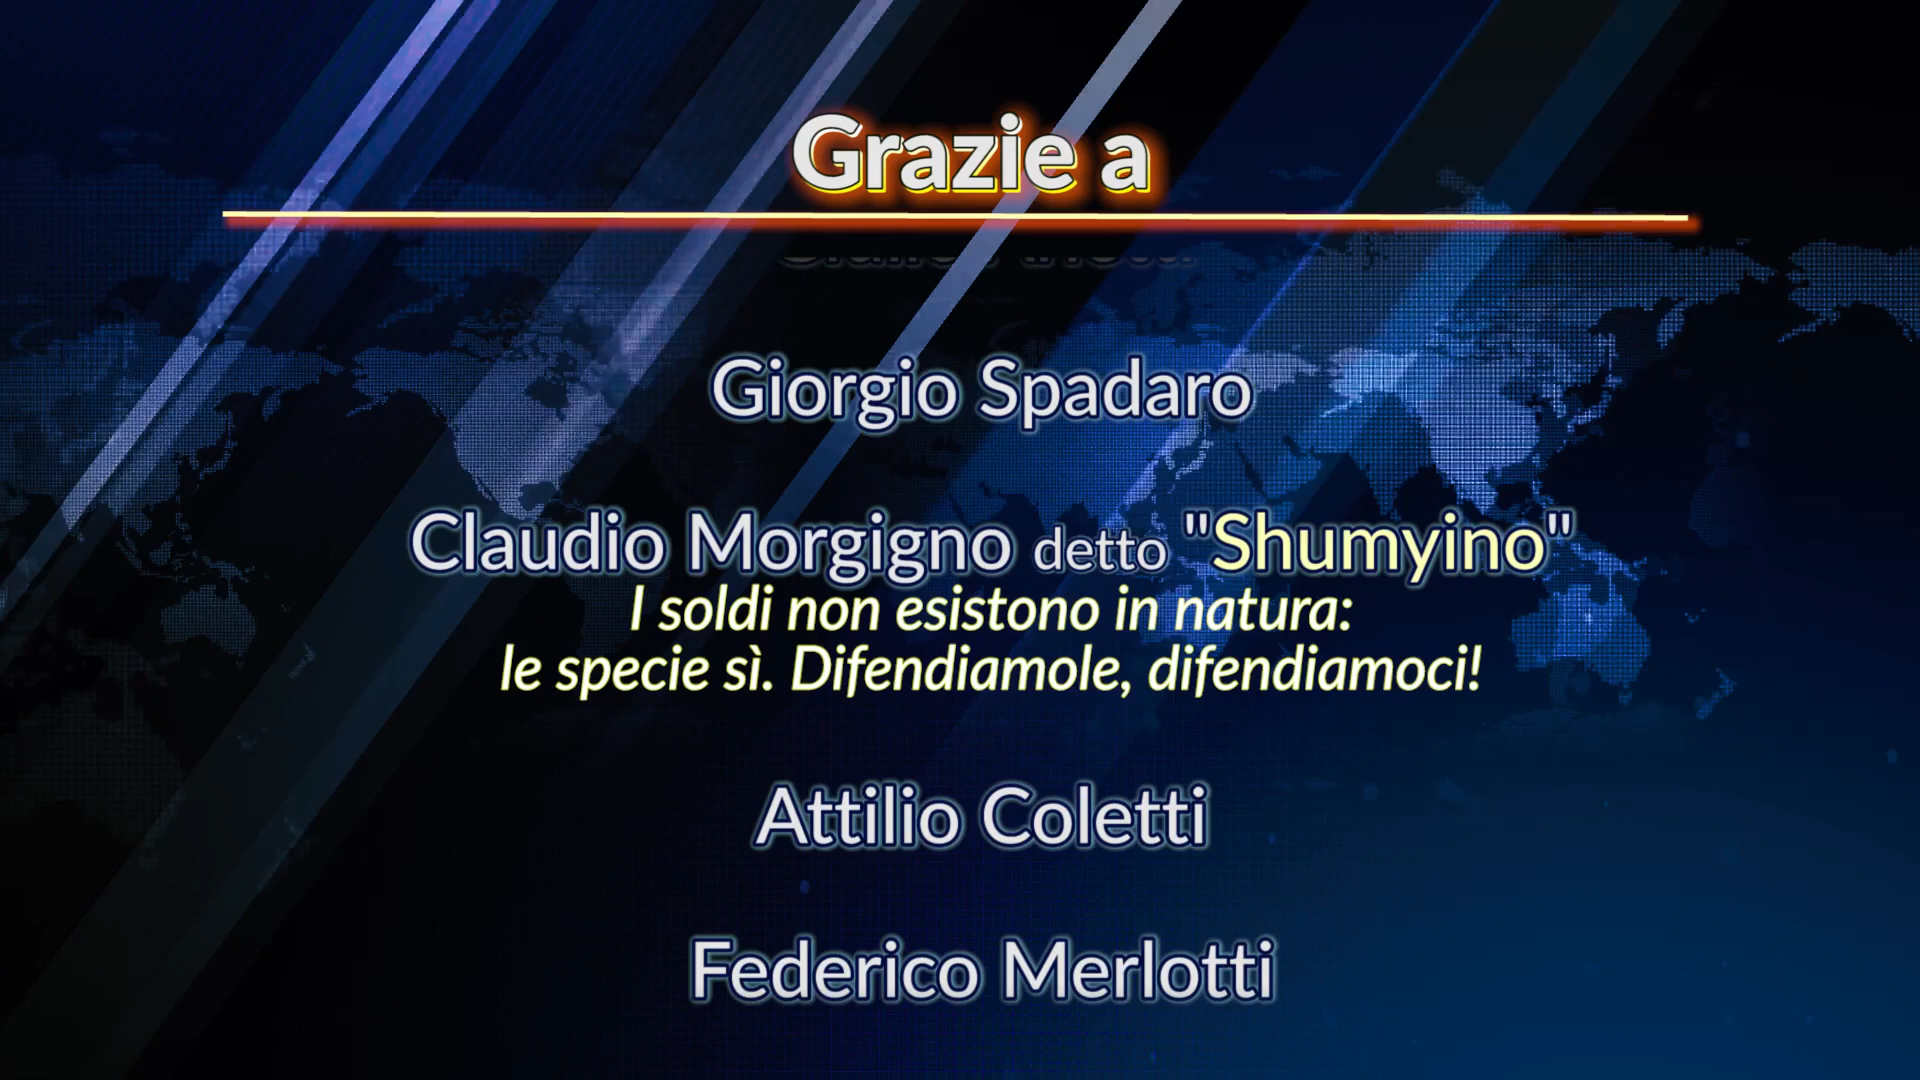 Grazie a
Giorgio Spadaro
Claudio Morgigno detto "Shumyino"
I soldi non esistono in natura:
le specie sì. Difendiamole, difendiamoci!
Attilio Coletti
Federico Merlotti